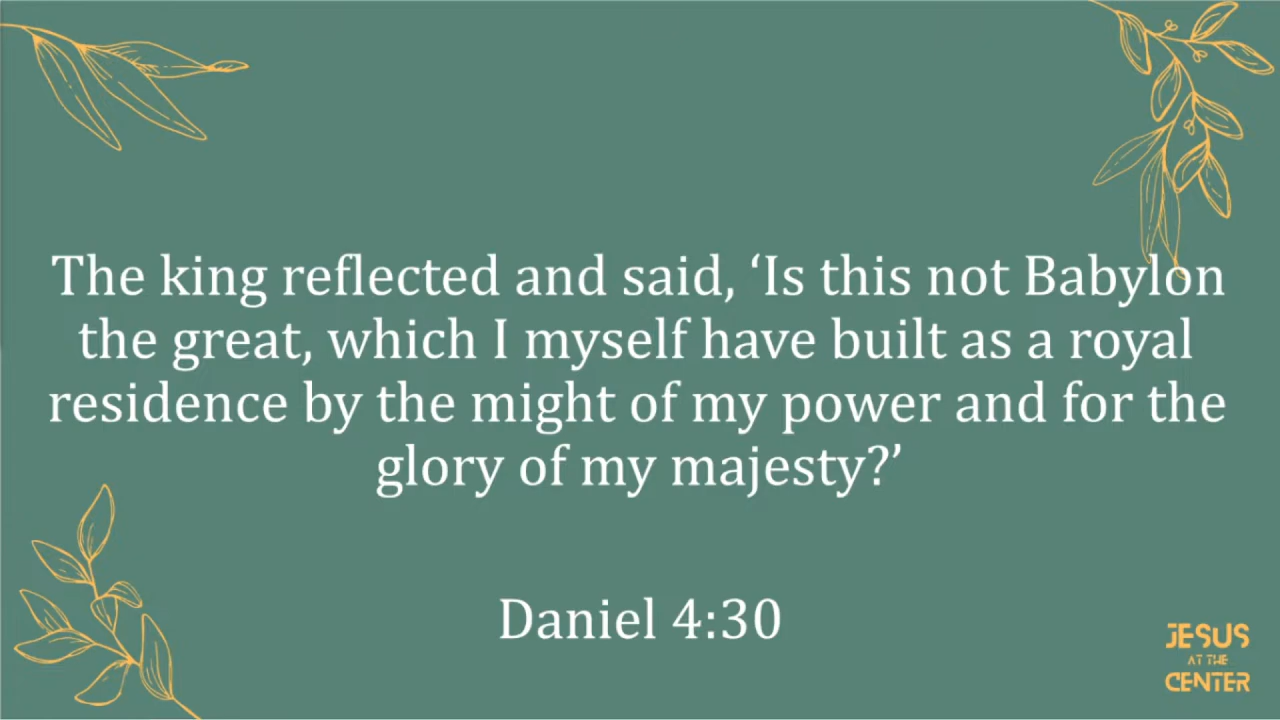 The king reflected and said, ‘Is this not Babylon
the great, which I myself have built as a royal
residence by the might of my power and for the
glory of my majesty?’
Daniel 4:30
JESUS
AT THE
CENTER